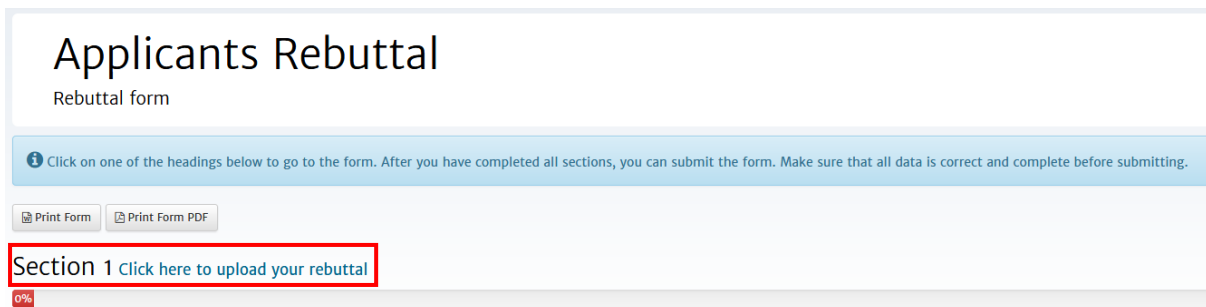 Applicants Rebuttal
Rebuttal form
Click on one of the headings below to go to the form. After you have completed all sections, you can submit the form. Make sure that all data is correct and complete before submitting.
Print Form Print Form PDF
Section 1 Click here to upload your rebuttal
0%